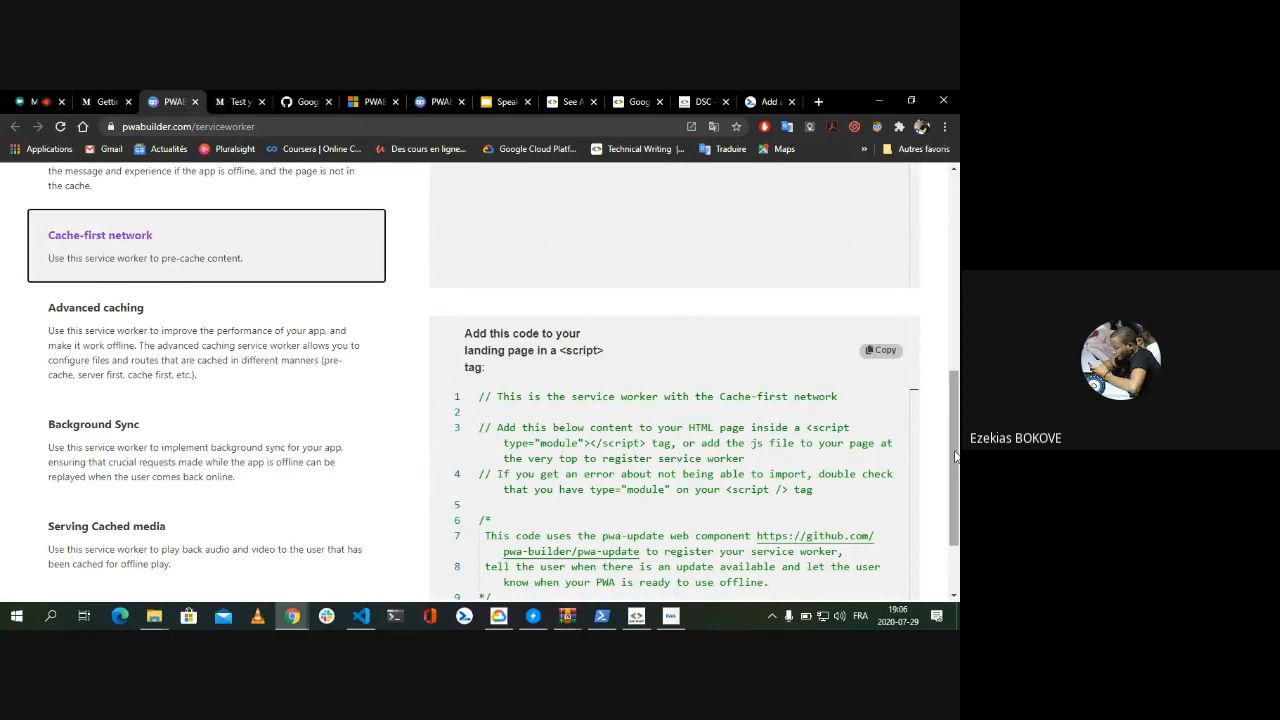 M
Gettin
PWAE
Test y
Goog
PWAE
PWAE
Speak
See A
Goog
DSC -
Add a
pwabuilder.com/serviceworker
Applications
Gmail
Actualités
Pluralsight
Coursera | Online C...
Des cours en ligne...
Google Cloud Platf...
Technical Writing |...
Traduire
Maps
»
Autres favoris
the message and experience if the app is offline, and the page is not in
the cache.
Cache-first network
Use this service worker to pre-cache content.
Advanced caching
Use this service worker to improve the performance of your app, and
make it work offline. The advanced caching service worker allows you to
configure files and routes that are cached in different manners (pre-
cache, server first, cache first, etc.).
Background Sync
Use this service worker to implement background sync for your app,
ensuring that crucial requests made while the app is offline can be
replayed when the user comes back online.
Serving Cached media
Use this service worker to play back audio and video to the user that has
been cached for offline play.
Add this code to your
landing page in a <script>
tag:
Copy
1 // This is the service worker with the Cache-first network
2
3 // Add this below content to your HTML page inside a <script
type="module"></script> tag, or add the js file to your page at
the very top to register service worker
4 // If you get an error about not being able to import, double check
that you have type="module" on your <script /> tag
5
6 /*
7 This code uses the pwa-update web component https://github.com/
pwa-builder/pwa-update to register your service worker,
8 tell the user when there is an update available and let the user
know when your PWA is ready to use offline.
9 */
Ezekias BOKOVE
FRA
19:06
2020-07-29